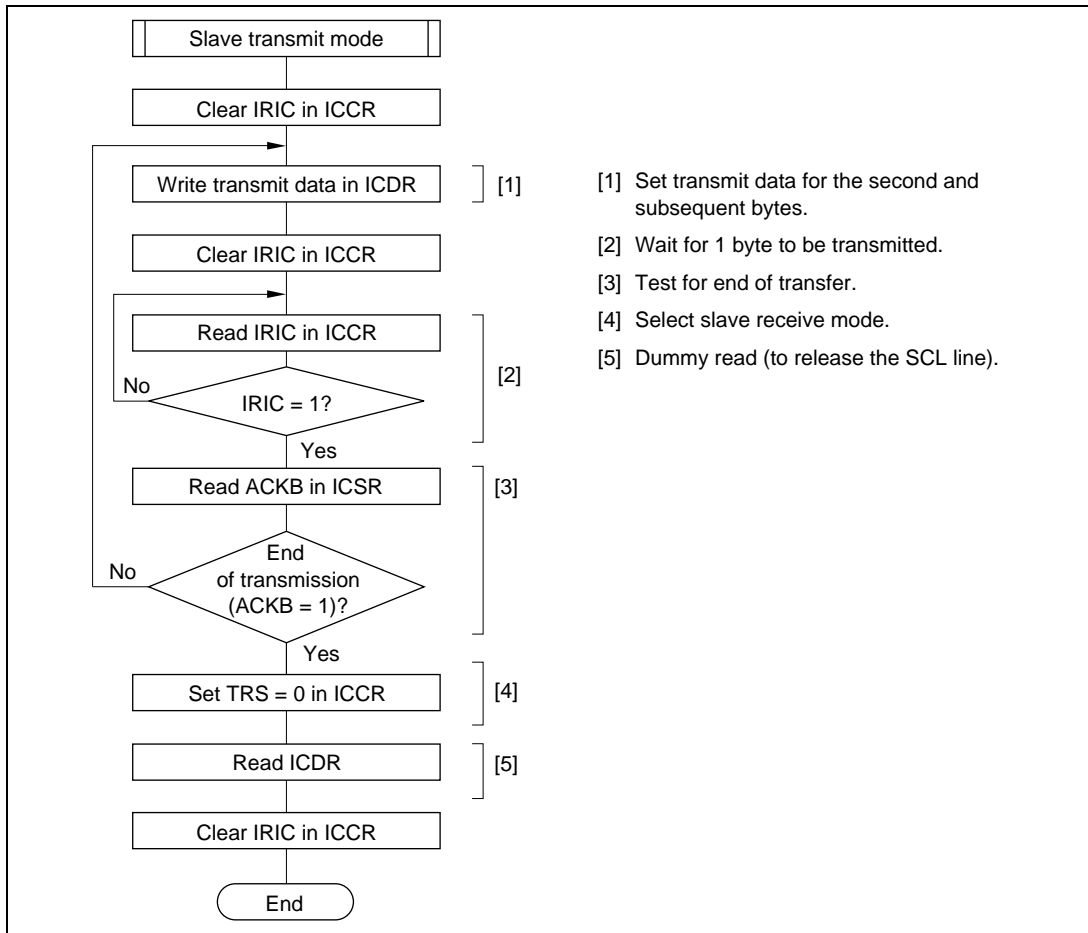 Slave transmit mode
Clear IRIC in ICCR
Write transmit data in ICDR
[1]
Clear IRIC in ICCR
Read IRIC in ICCR
[2]
No
IRIC = 1?
Yes
Read ACKB in ICSR
[3]
No
End
of transmission
(ACKB = 1)?
Yes
Set TRS = 0 in ICCR
[4]
Read ICDR
[5]
Clear IRIC in ICCR
End
[1] Set transmit data for the second and
subsequent bytes.
[2] Wait for 1 byte to be transmitted.
[3] Test for end of transfer.
[4] Select slave receive mode.
[5] Dummy read (to release the SCL line).